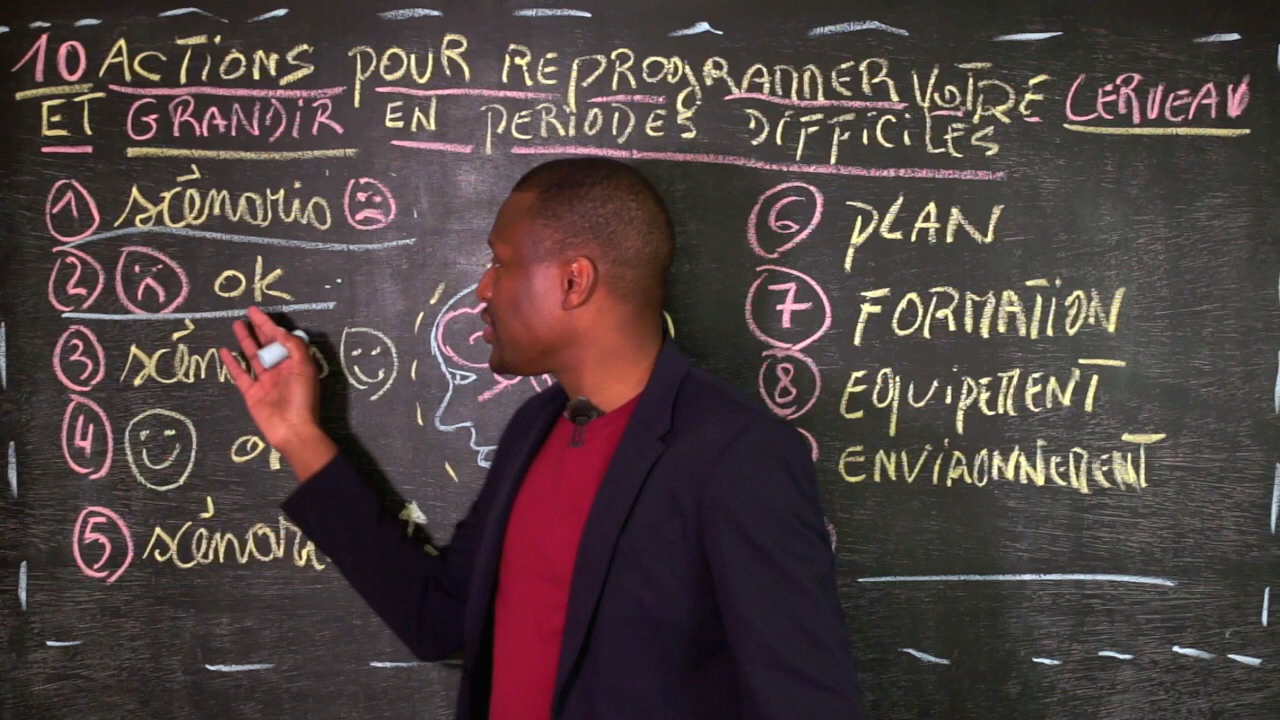 10 ACTIONS POUR REPROGRAMMER VOTRE CERVEAU
ET GRANDIR EN PERIODES DIFFICILES
1 scénario
2 ok
3
4
5
6 PLAN
7 FORMATION
8 EQUIPEMENT
ENVIRONNEMENT